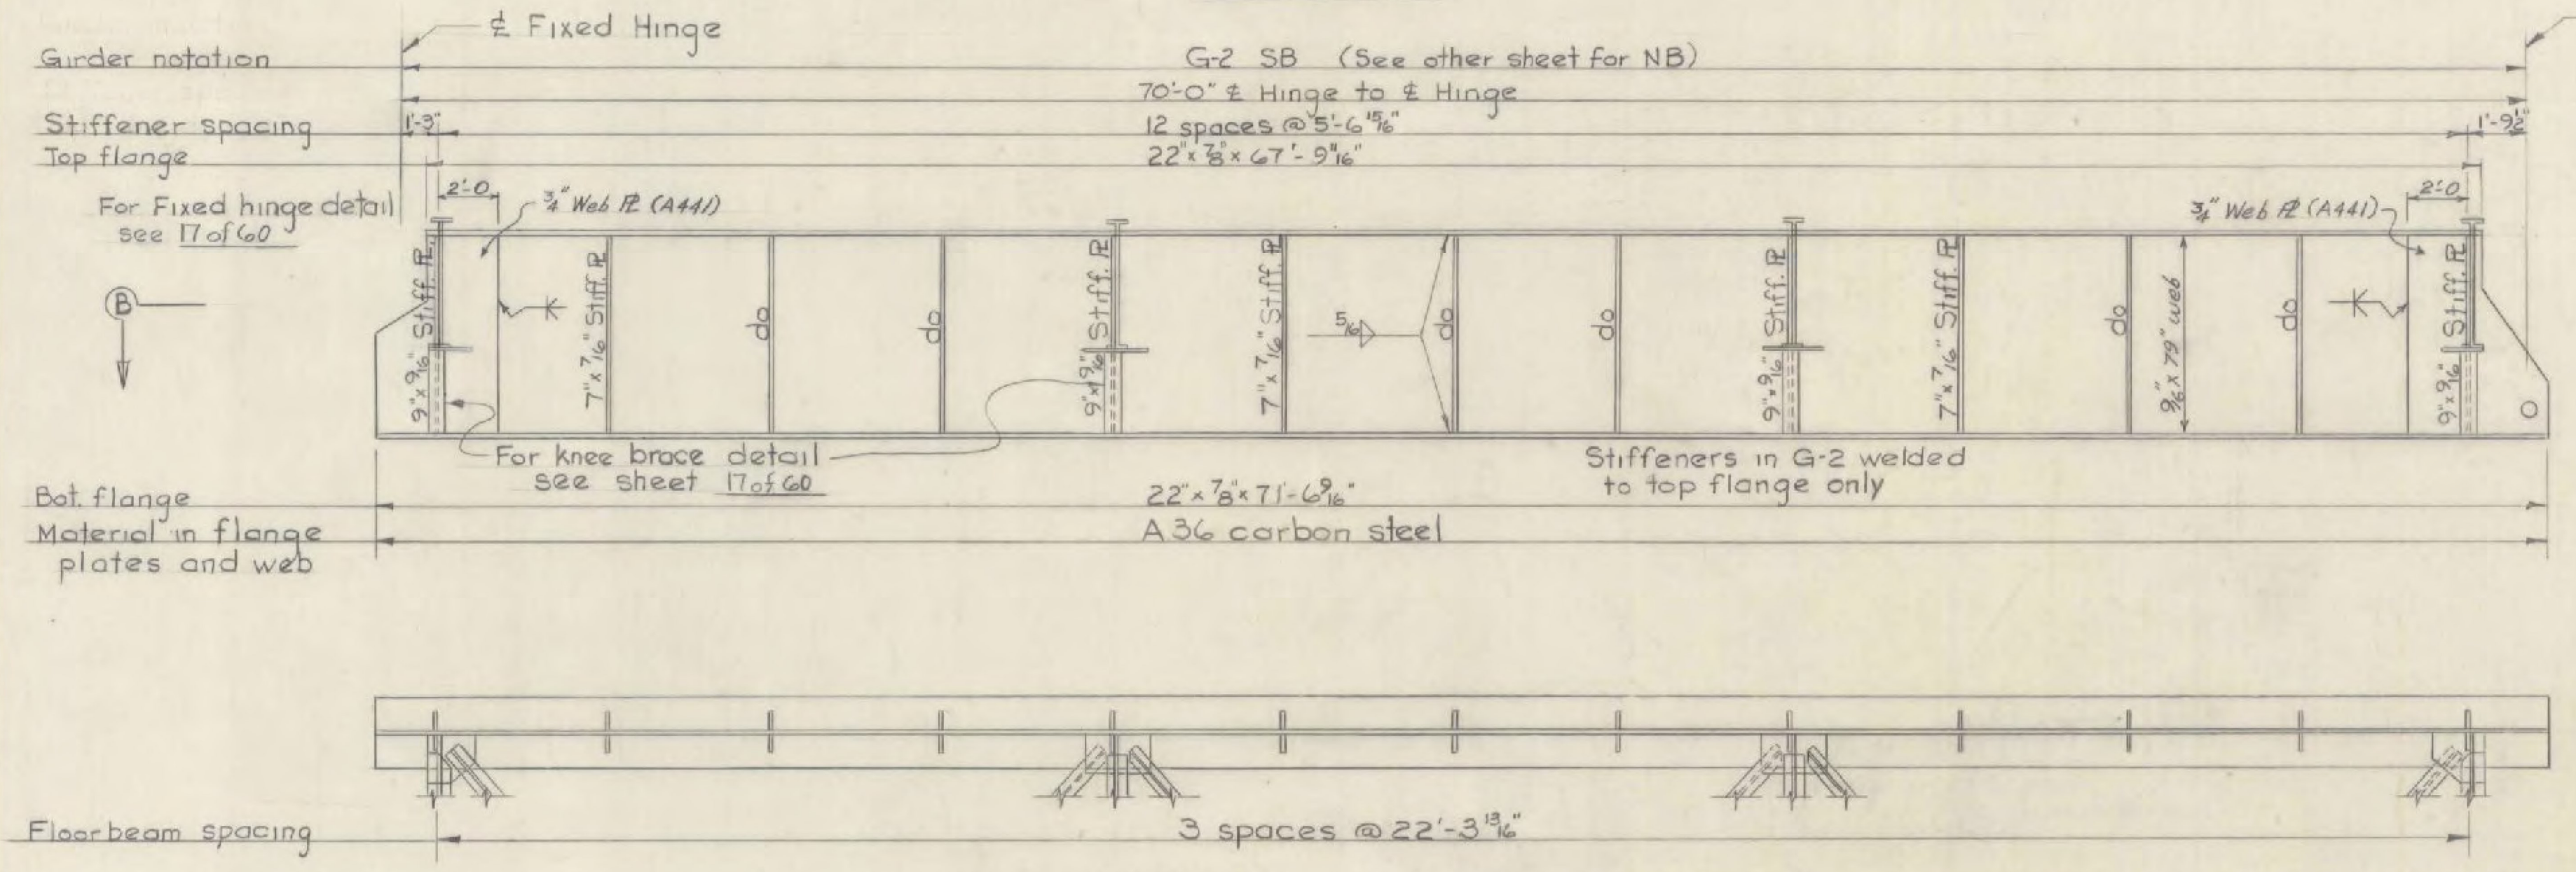 ℄ Fixed Hinge
Girder notation
G-2 SB (See other sheet for NB)
70'-0" ℄ Hinge to ℄ Hinge
Stiffener spacing
1'-3"
12 spaces @ 5'-6 15/16"
1'-9½"
Top flange
22" x ⅞" x 67'-9 11/16"
For Fixed hinge detail
see 17 of 60
2'-0
¾" Web PL (A441)
¾" Web PL (A441)
2'-0
B
9" x 9/16" Stiff. PL
7" x 7/16" Stiff. PL
do
do
9" x 9/16" Stiff. PL
7" x 7/16" Stiff. PL
5/16
do
do
9" x 9/16" Stiff. PL
7" x 7/16" Stiff. PL
do
9/16" x 79" web
do
9" x 9/16" Stiff. PL
For knee brace detail
see sheet 17 of 60
Stiffeners in G-2 welded
to top flange only
Bot. flange
22" x ⅞" x 71'-6 9/16"
Material in flange
plates and web
A36 carbon steel
Floorbeam spacing
3 spaces @ 22'-3 13/16"